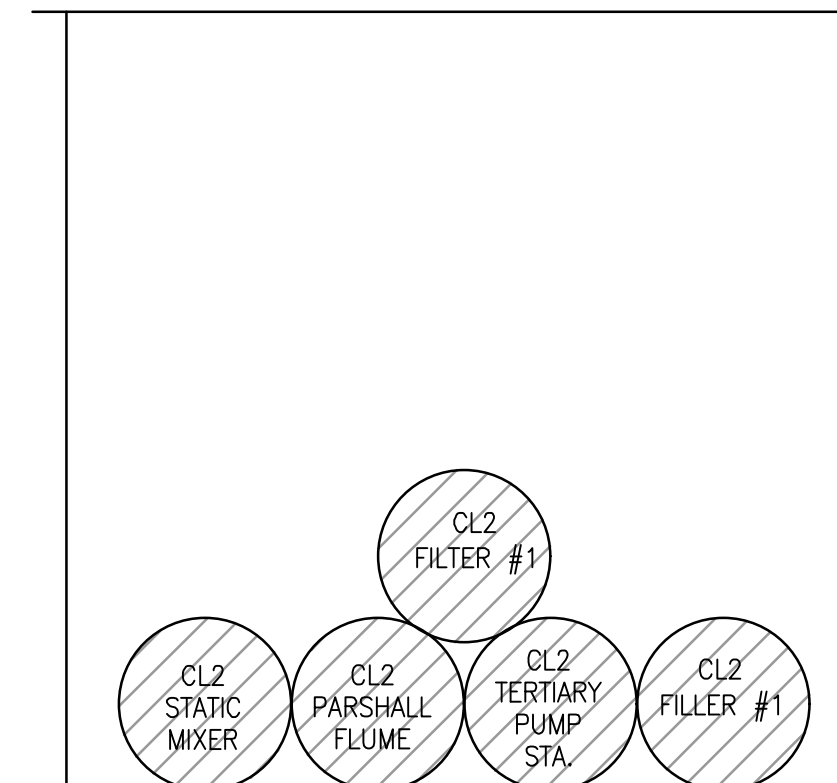 CL2
FILTER #1
CL2
STATIC
MIXER
CL2
PARSHALL
FLUME
CL2
TERTIARY
PUMP
STA.
CL2
FILLER #1